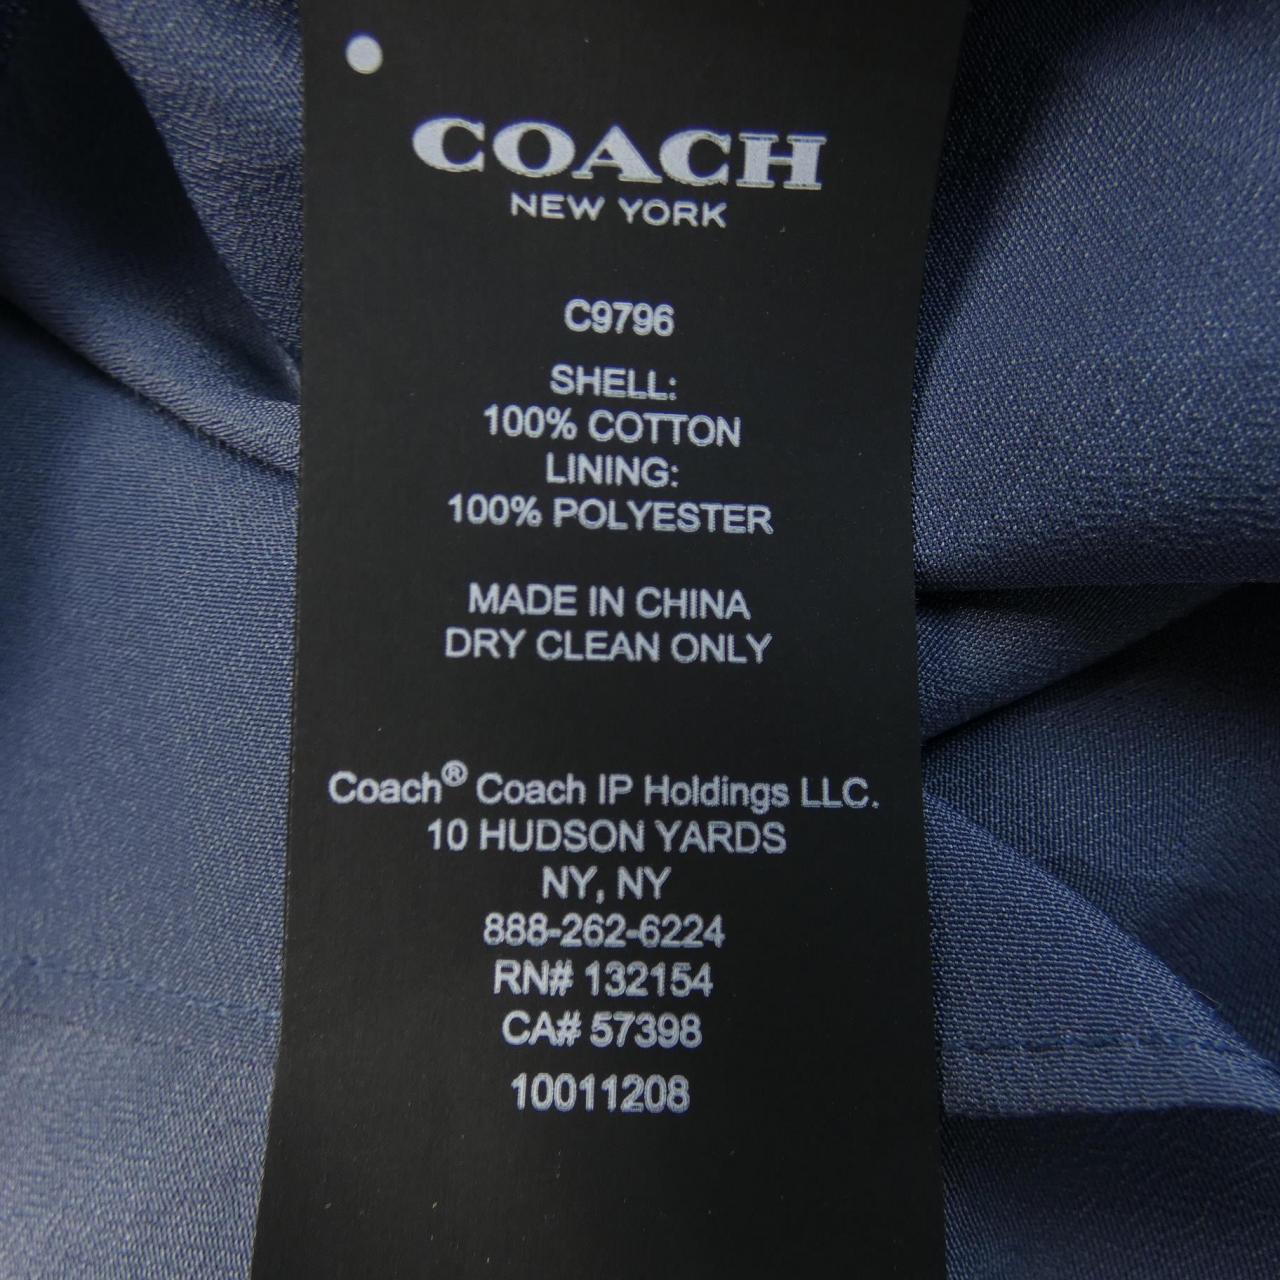 COACH
NEW YORK
C9796
SHELL:
100% COTTON
LINING:
100% POLYESTER
MADE IN CHINA
DRY CLEAN ONLY
Coach® Coach IP Holdings LLC.
10 HUDSON YARDS
NY, NY
888-262-6224
RN# 132154
CA# 57398
10011208